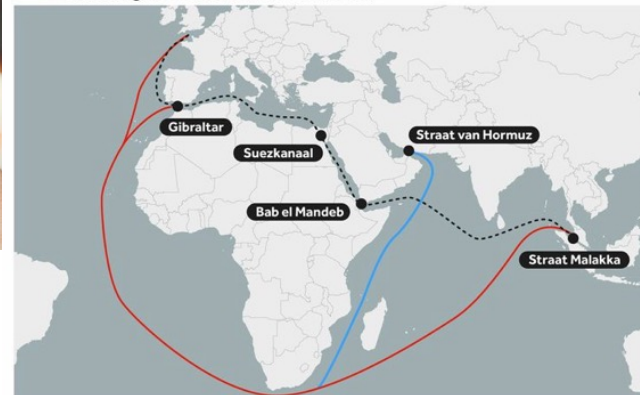 Straat van Hormuz
Gibraltar
Suezkanaal
Bab el Mandeb
Straat Malakka